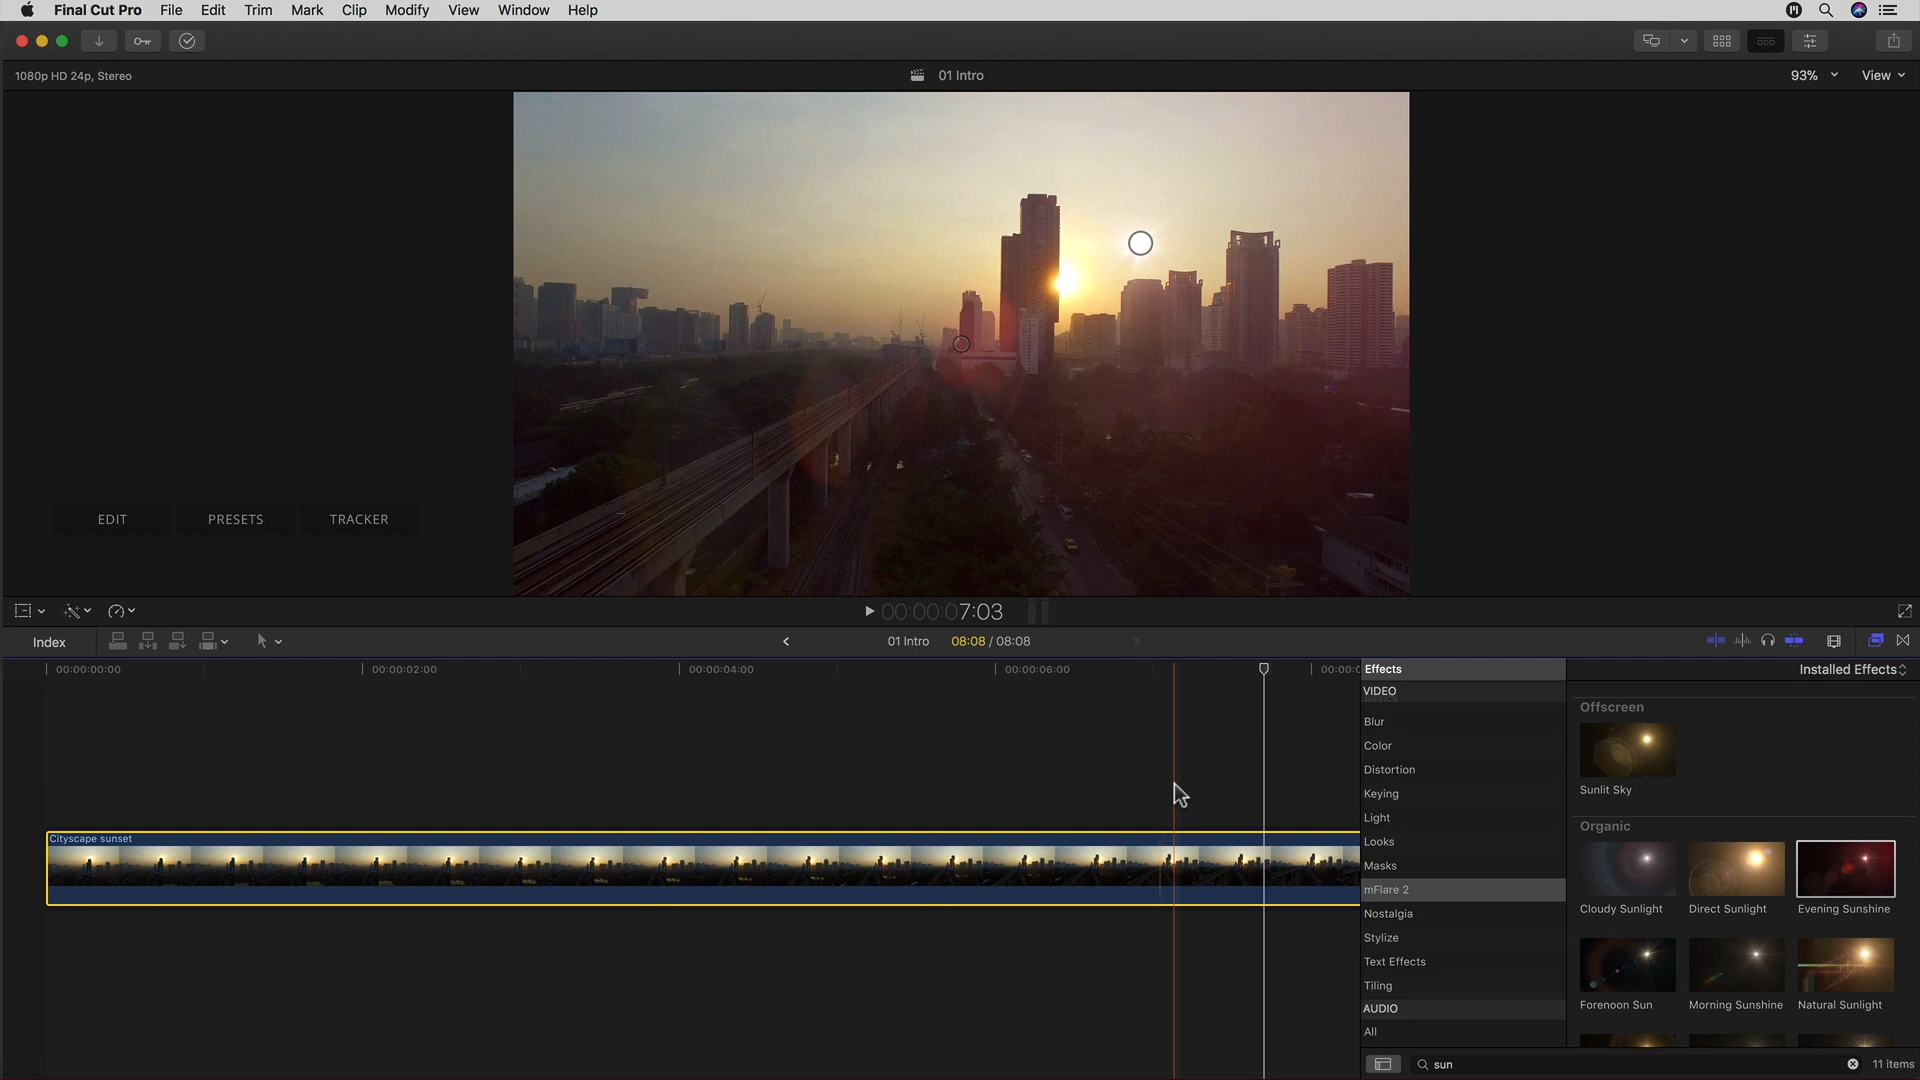 Final Cut Pro File Edit Trim Mark Clip Modify View Window Help
1080p HD 24p, Stereo
01 Intro
93%
View
EDIT
PRESETS
TRACKER
00:00:07:03
Index
01 Intro
08:08 / 08:08
00:00:00:00
00:00:02:00
00:00:04:00
00:00:06:00
Cityscape sunset
Effects
VIDEO
Blur
Color
Distortion
Keying
Light
Looks
Masks
mFlare 2
Nostalgia
Stylize
Text Effects
Tiling
AUDIO
All
Installed Effects
Offscreen
Sunlit Sky
Organic
Cloudy Sunlight
Direct Sunlight
Evening Sunshine
Forenoon Sun
Morning Sunshine
Natural Sunlight
sun
11 items